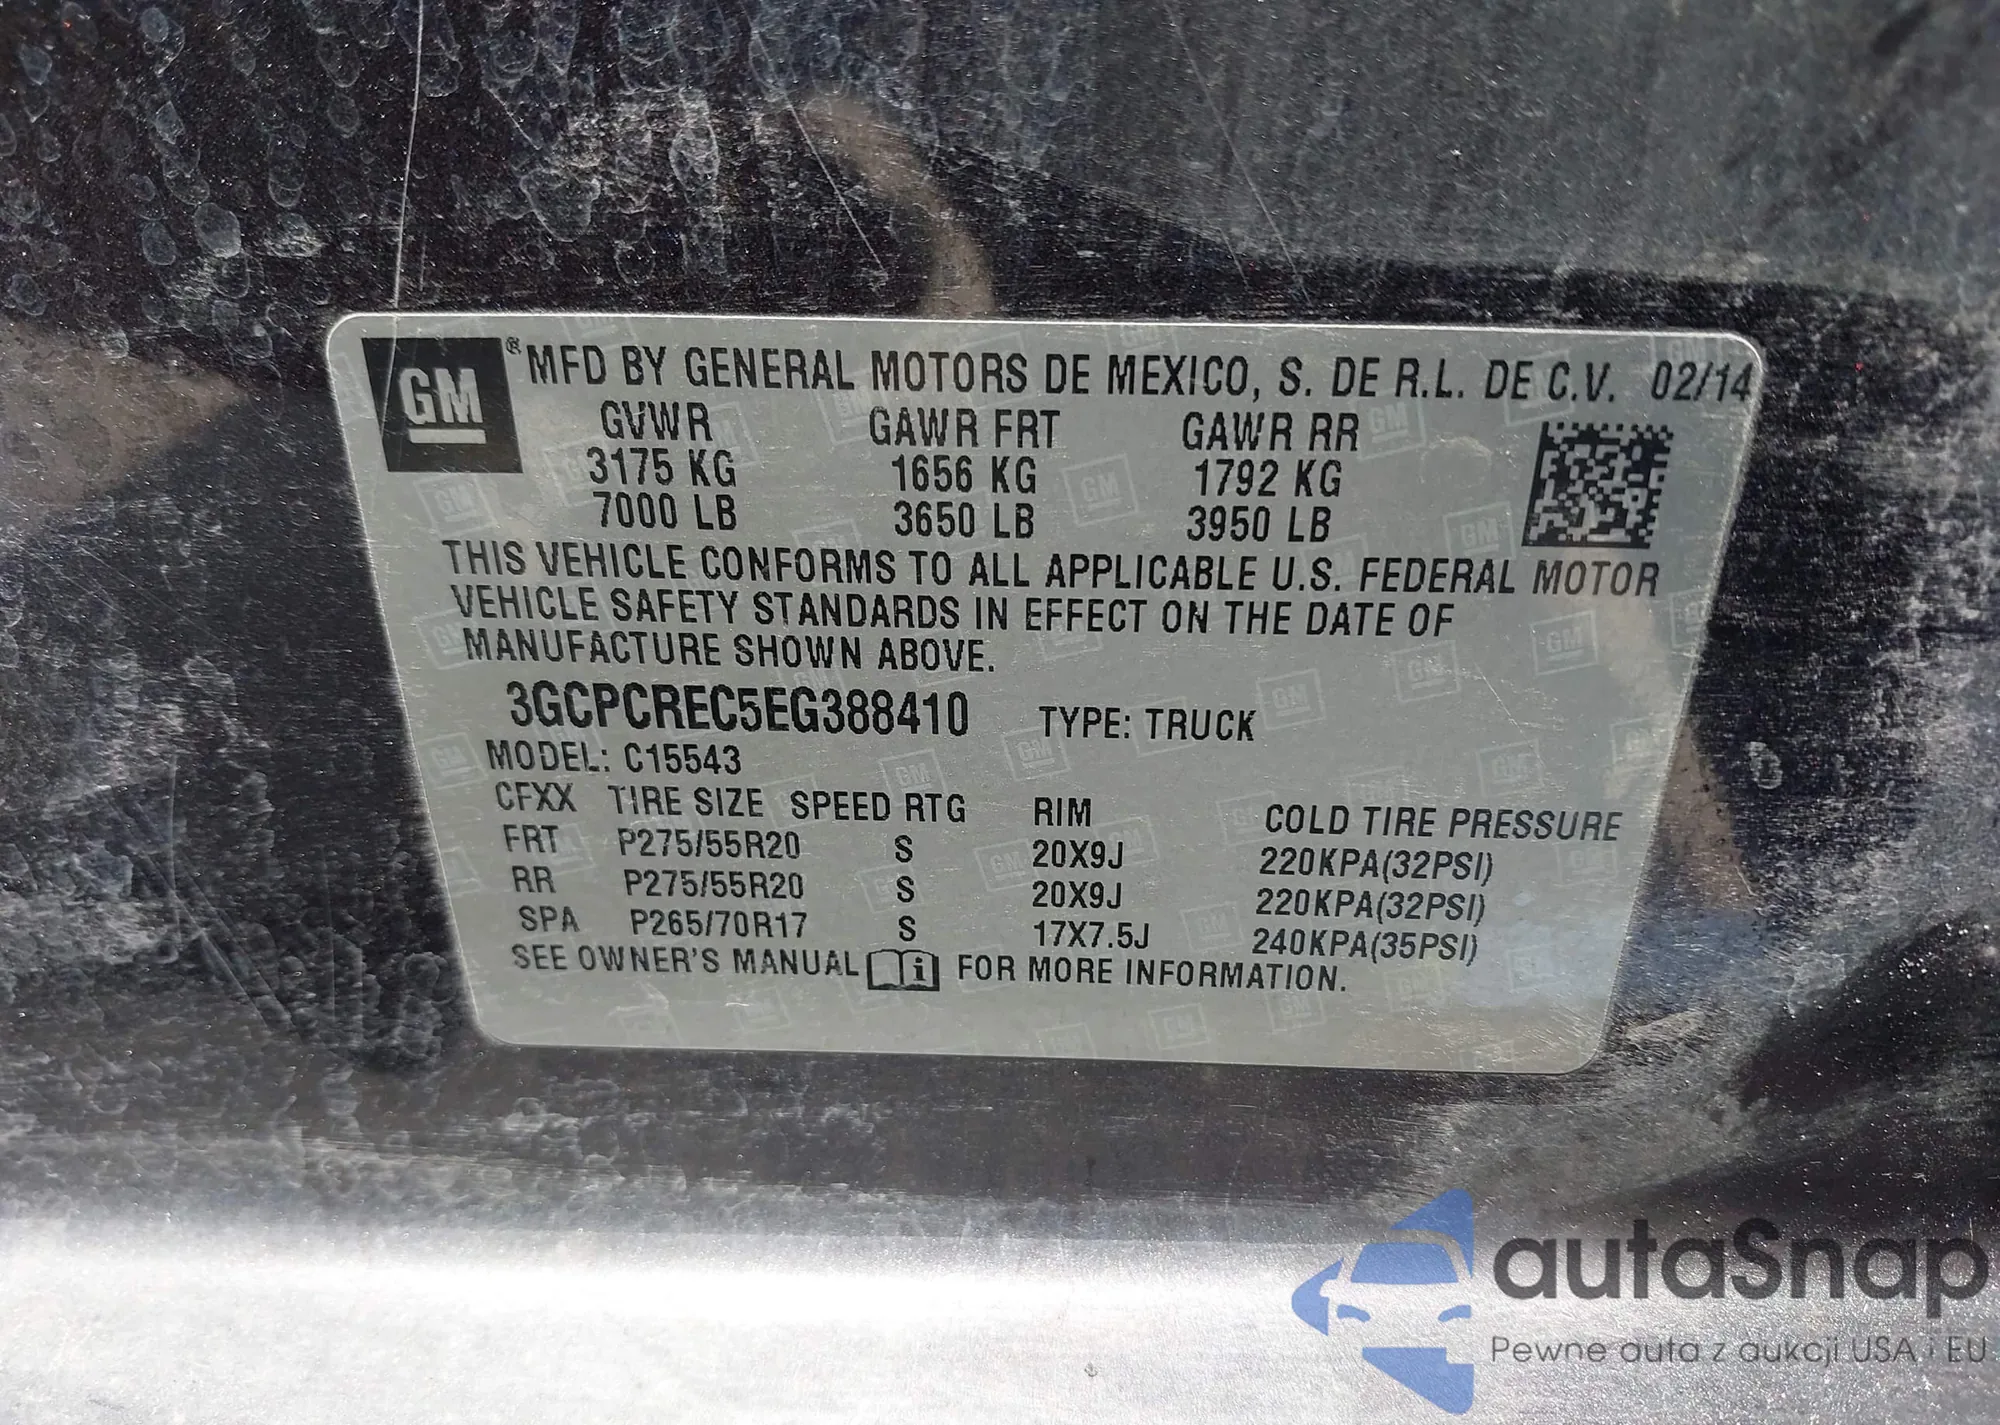 GM ® MFD BY GENERAL MOTORS DE MEXICO, S. DE R.L. DE C.V. 02/14
GVWR GAWR FRT GAWR RR
3175 KG 1656 KG 1792 KG
7000 LB 3650 LB 3950 LB
THIS VEHICLE CONFORMS TO ALL APPLICABLE U.S. FEDERAL MOTOR
VEHICLE SAFETY STANDARDS IN EFFECT ON THE DATE OF
MANUFACTURE SHOWN ABOVE.
3GCPCREC5EG388410 TYPE: TRUCK
MODEL: C15543
CFXX TIRE SIZE SPEED RTG RIM COLD TIRE PRESSURE
FRT P275/55R20 S 20X9J 220KPA(32PSI)
RR P275/55R20 S 20X9J 220KPA(32PSI)
SPA P265/70R17 S 17X7.5J 240KPA(35PSI)
SEE OWNER'S MANUAL i FOR MORE INFORMATION.
autaSnap
Pewne auta z aukcji USA i EU